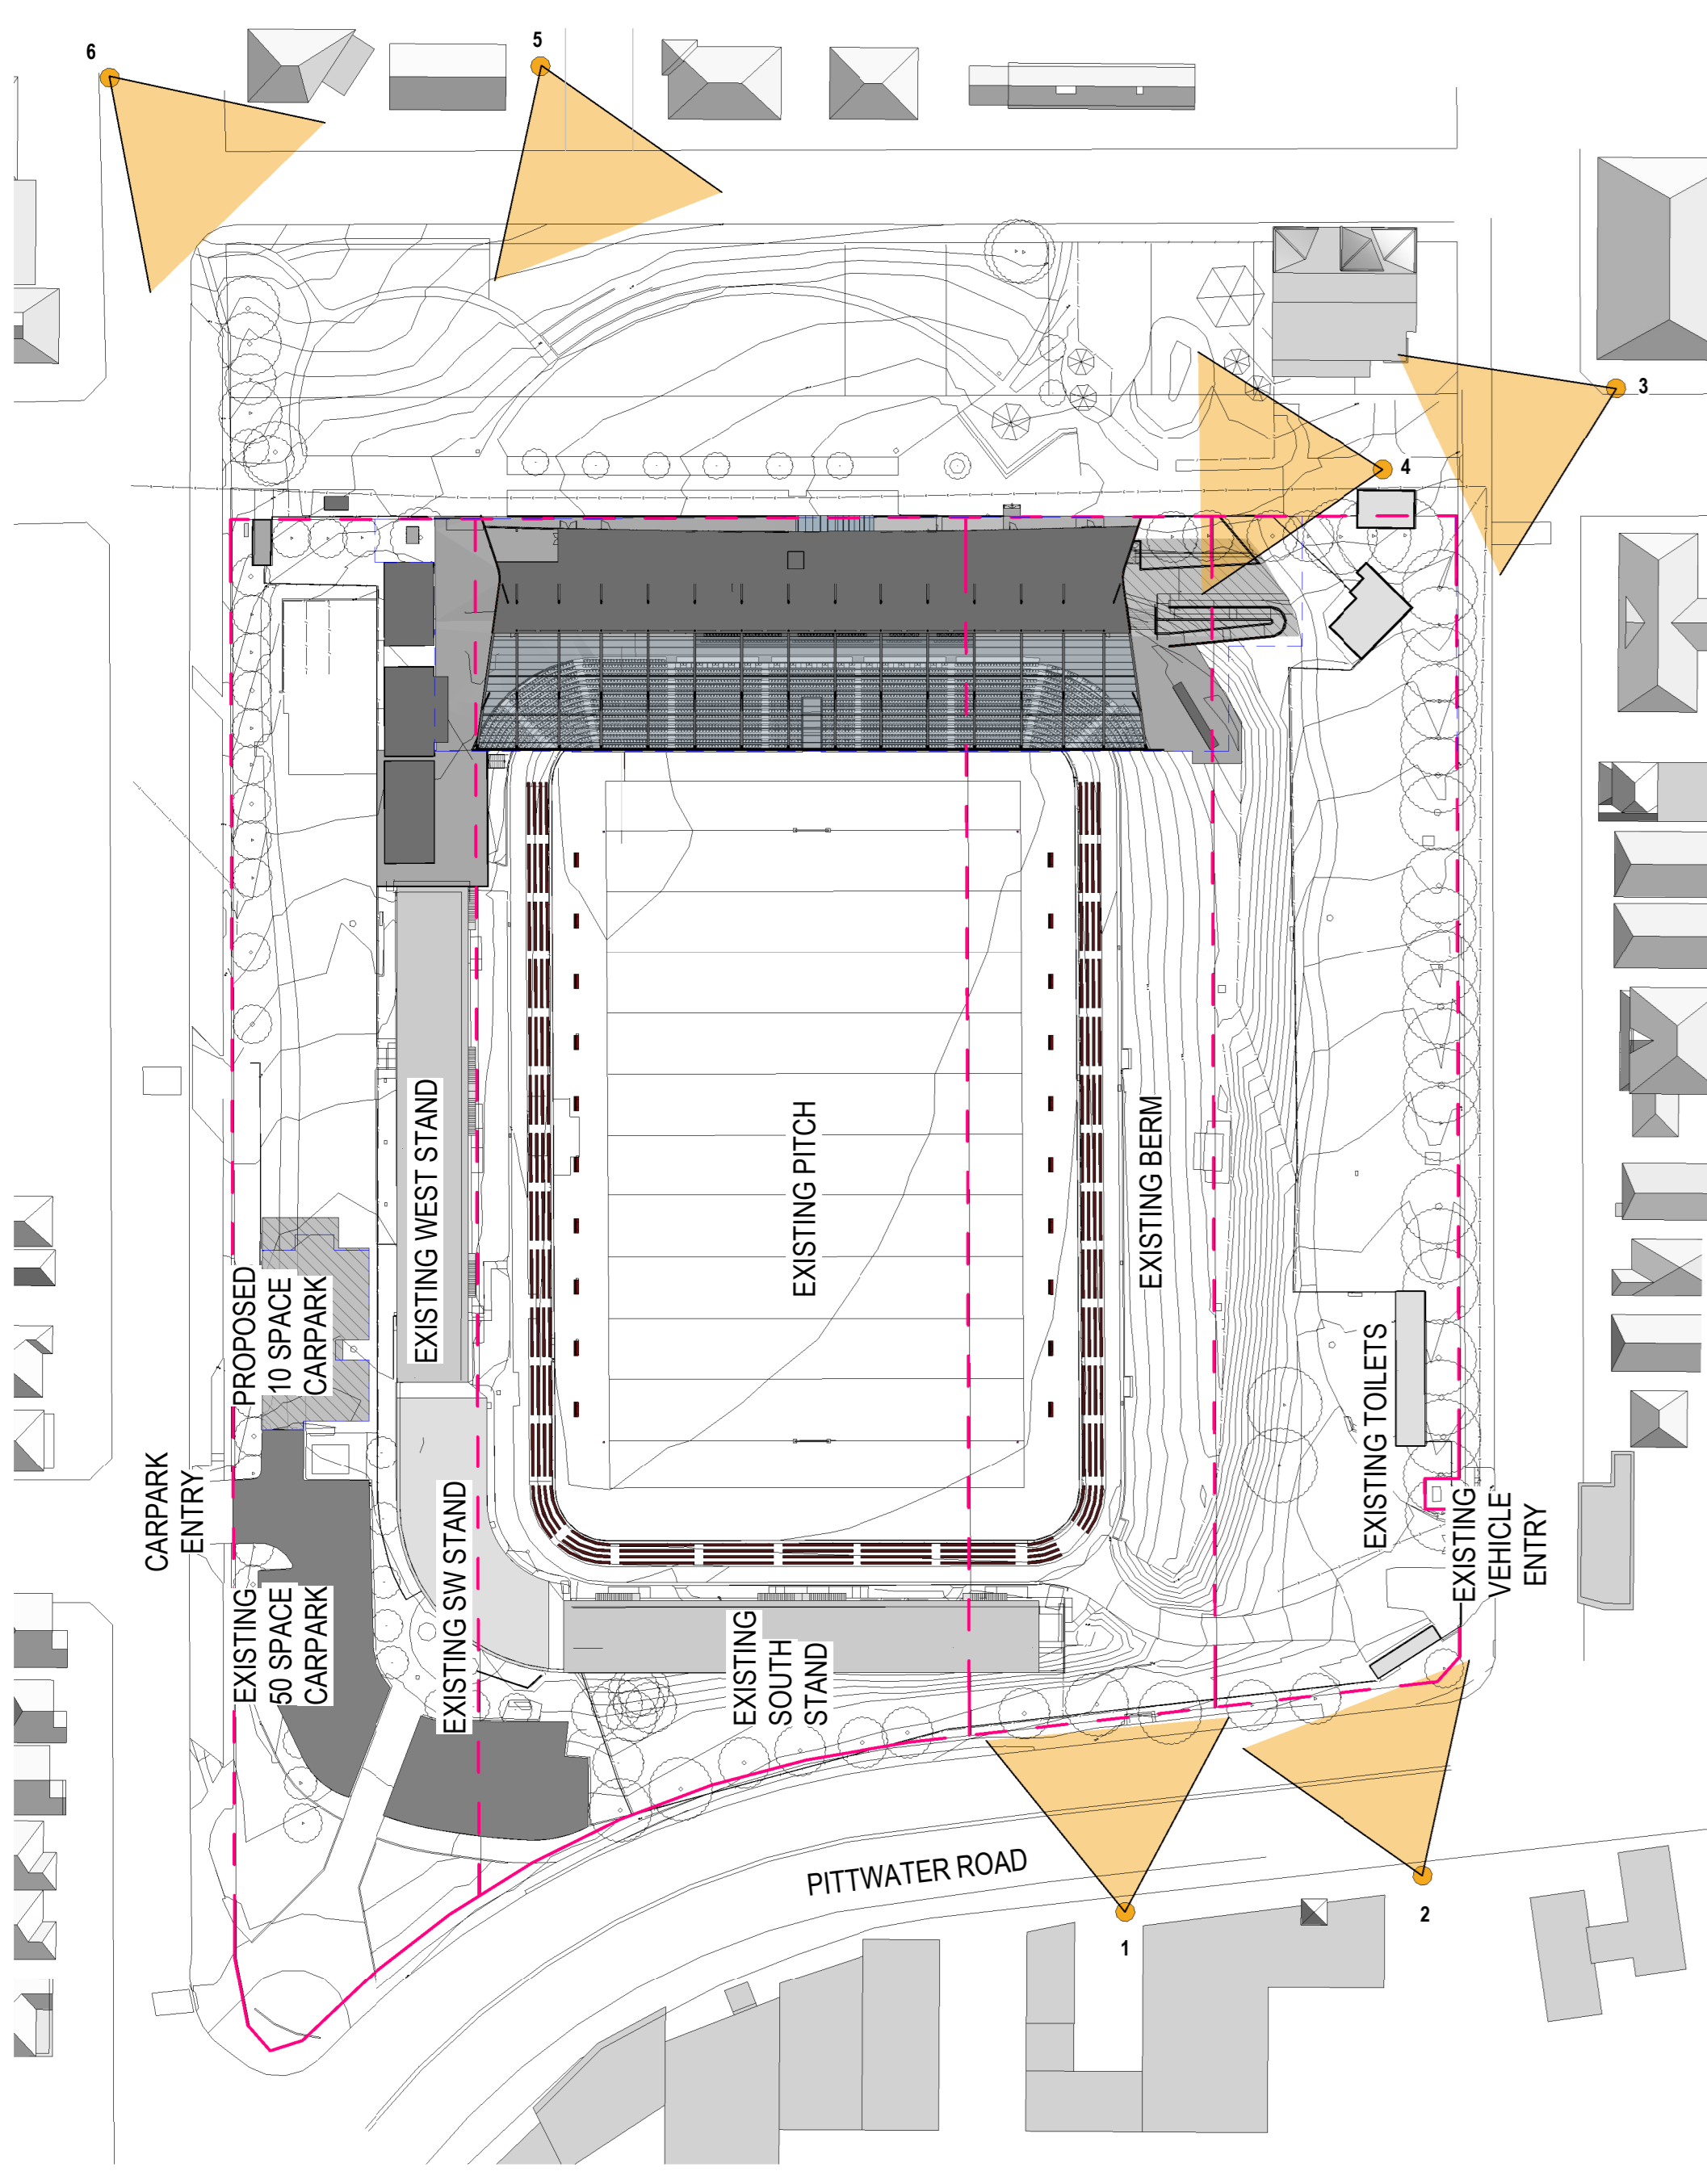 6
5
3
4
EXISTING WEST STAND
EXISTING PITCH
EXISTING BERM
PROPOSED
10 SPACE
CARPARK
CARPARK
ENTRY
EXISTING
50 SPACE
CARPARK
EXISTING SW STAND
EXISTING
SOUTH
STAND
EXISTING TOILETS
EXISTING
VEHICLE
ENTRY
PITTWATER ROAD
1
2